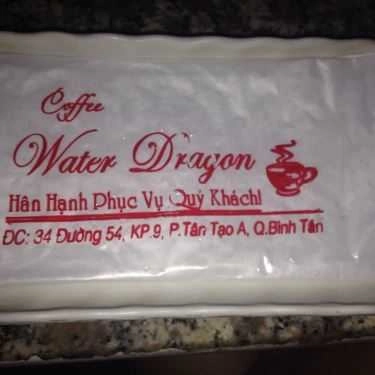 Coffee
Water Dragon
Hân Hạnh Phục Vụ Quý Khách!
ĐC: 34 Đường 54, KP.9, P.Tân Tạo A, Q.Bình Tân